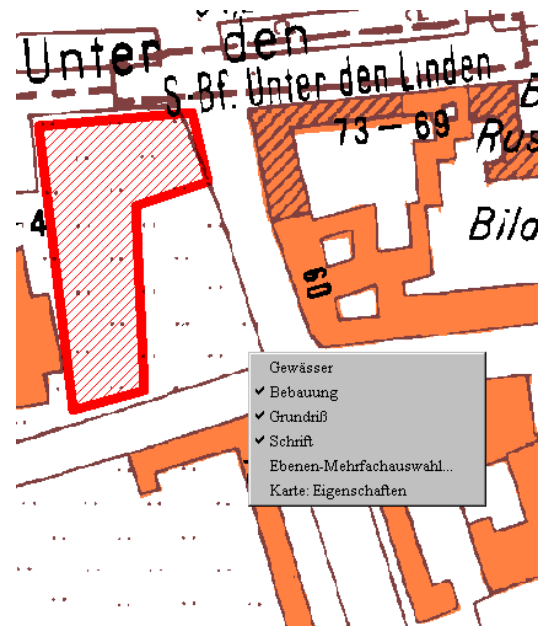 Unter den
S-Bf. Unter den Linden
73-69
Rus
4
Bild
60
Gewässer
Bebauung
Grundriß
Schrift
Ebenen-Mehrfachauswahl...
Karte: Eigenschaften